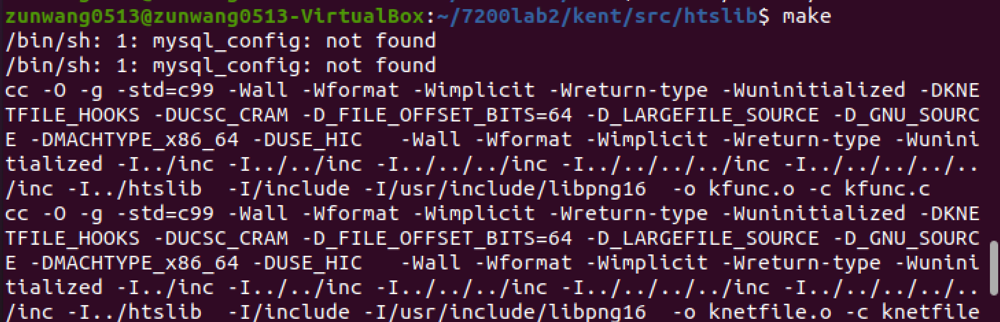 zunwang0513@zunwang0513-VirtualBox:~/7200lab2/kent/src/htslib$ make
/bin/sh: 1: mysql_config: not found
/bin/sh: 1: mysql_config: not found
cc -O -g -std=c99 -Wall -Wformat -Wimplicit -Wreturn-type -Wuninitialized -DKNE
TFILE_HOOKS -DUCSC_CRAM -D_FILE_OFFSET_BITS=64 -D_LARGEFILE_SOURCE -D_GNU_SOURC
E -DMACHTYPE_x86_64 -DUSE_HIC   -Wall -Wformat -Wimplicit -Wreturn-type -Wunini
tialized -I../inc -I../../inc -I../../../inc -I../../../../inc -I../../../../..
/inc -I../htslib  -I/include -I/usr/include/libpng16  -o kfunc.o -c kfunc.c
cc -O -g -std=c99 -Wall -Wformat -Wimplicit -Wreturn-type -Wuninitialized -DKNE
TFILE_HOOKS -DUCSC_CRAM -D_FILE_OFFSET_BITS=64 -D_LARGEFILE_SOURCE -D_GNU_SOURC
E -DMACHTYPE_x86_64 -DUSE_HIC   -Wall -Wformat -Wimplicit -Wreturn-type -Wunini
tialized -I../inc -I../../inc -I../../../inc -I../../../../inc -I../../../../..
/inc -I../htslib  -I/include -I/usr/include/libpng16  -o knetfile.o -c knetfile